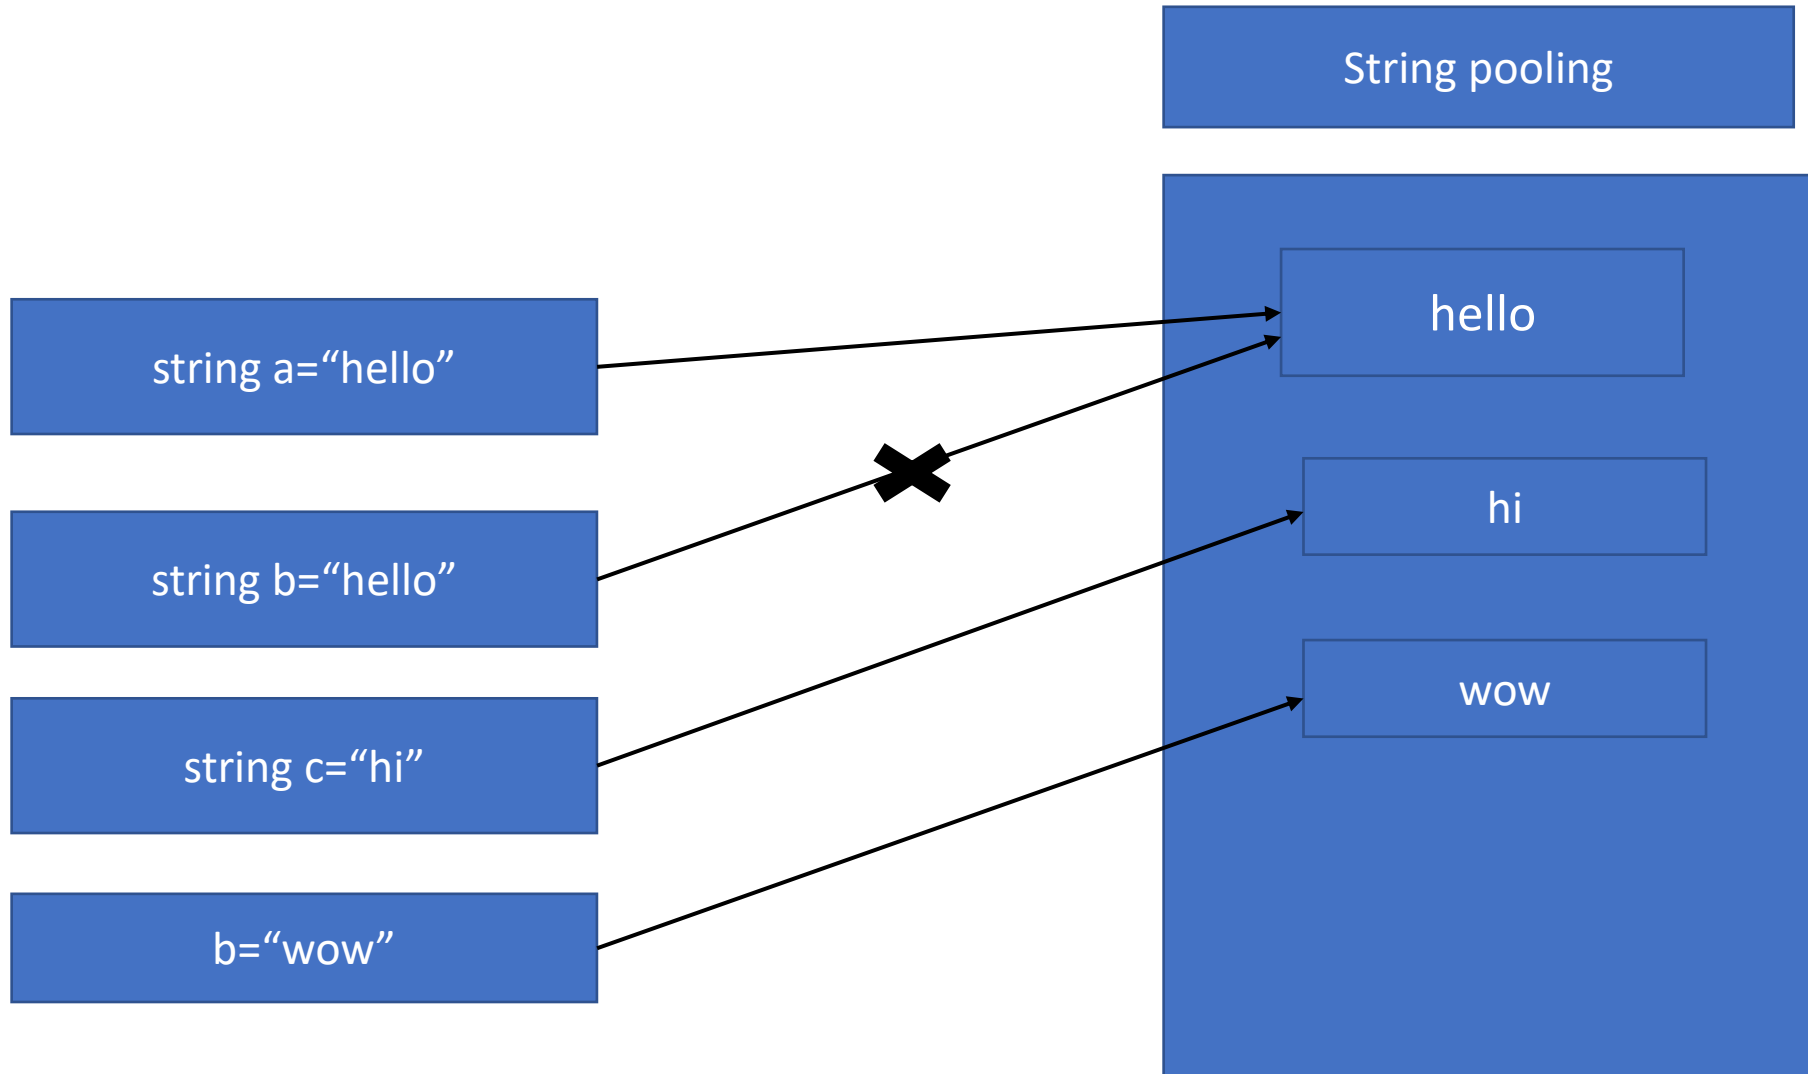 String pooling
string a=“hello”
string b=“hello”
string c=“hi”
b=“wow”
hello
hi
wow